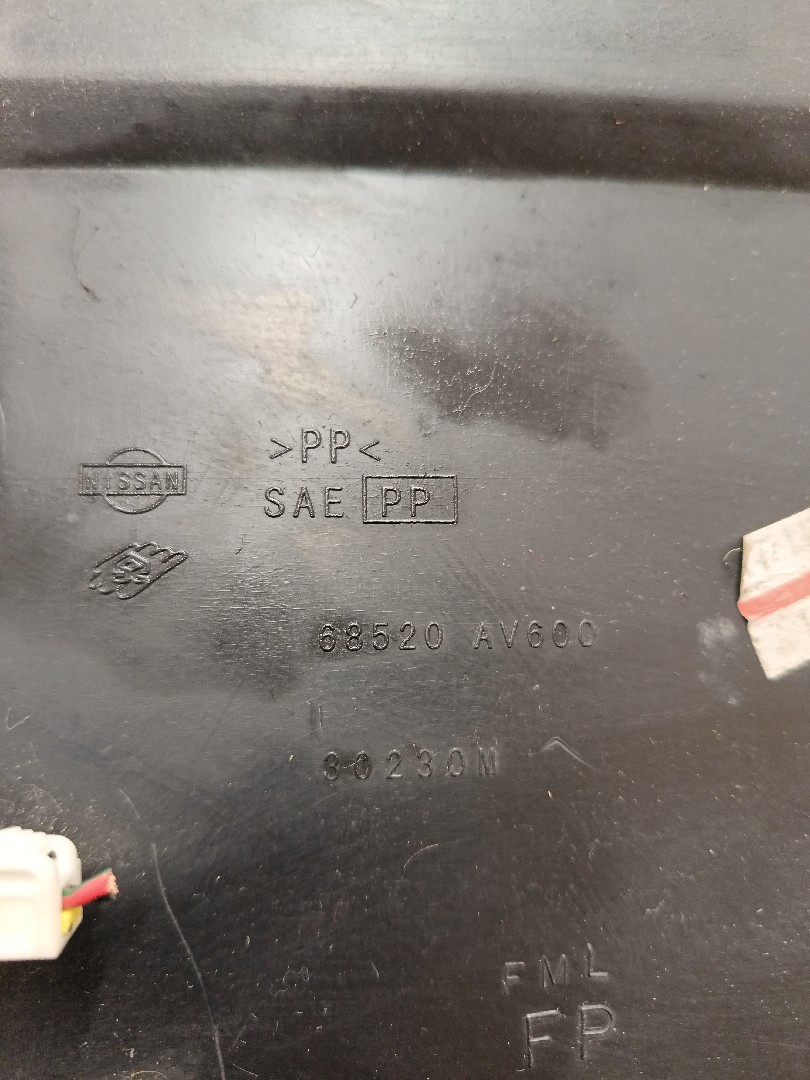 >PP<
NISSAN
SAE PP
68520 AV600
30230M
FML
FP